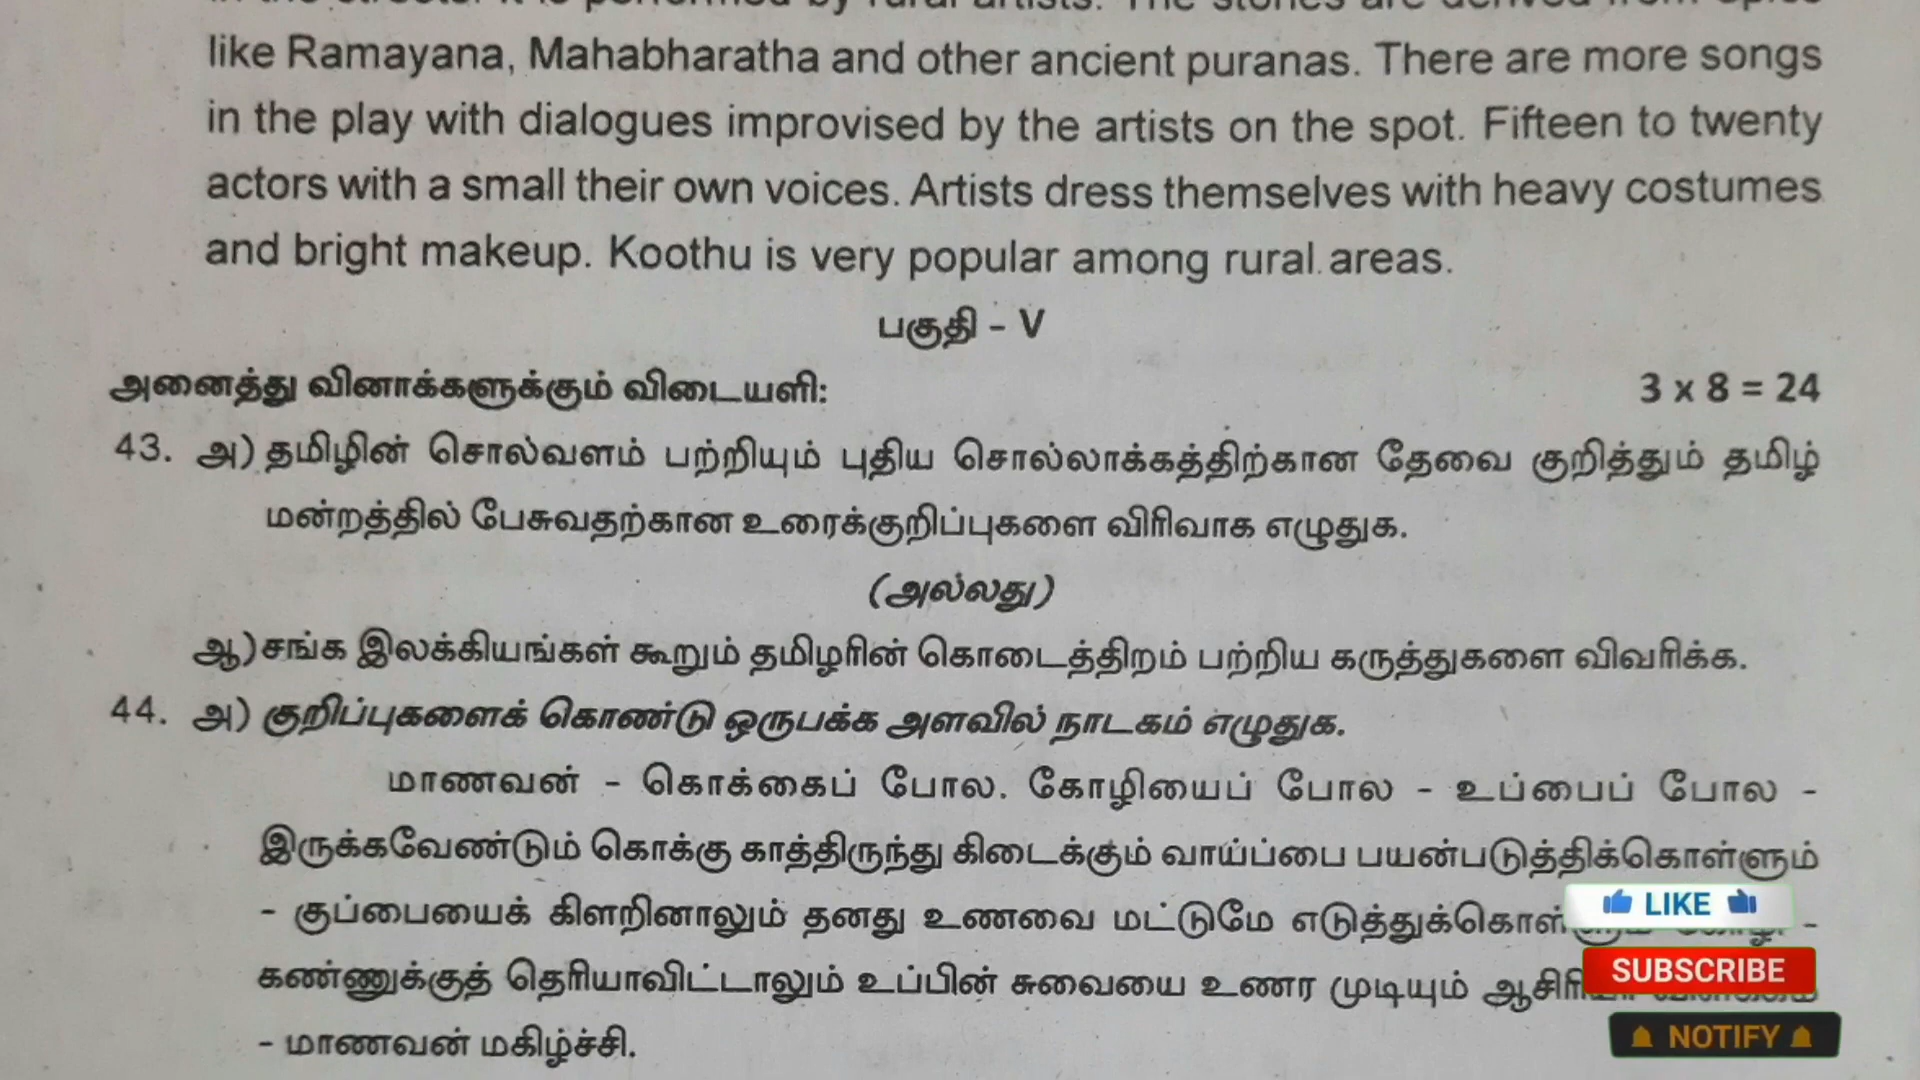 like Ramayana, Mahabharatha and other ancient puranas. There are more songs
in the play with dialogues improvised by the artists on the spot. Fifteen to twenty
actors with a small their own voices. Artists dress themselves with heavy costumes
and bright makeup. Koothu is very popular among rural areas.
பகுதி - V
அனைத்து வினாக்களுக்கும் விடையளி: 3 x 8 = 24
43. அ) தமிழின் சொல்வளம் பற்றியும் புதிய சொல்லாக்கத்திற்கான தேவை குறித்தும் தமிழ்
மன்றத்தில் பேசுவதற்கான உரைக்குறிப்புகளை விரிவாக எழுதுக.
(அல்லது)
ஆ) சங்க இலக்கியங்கள் கூறும் தமிழரின் கொடைத்திறம் பற்றிய கருத்துகளை விவரிக்க.
44. அ) குறிப்புகளைக் கொண்டு ஒருபக்க அளவில் நாடகம் எழுதுக.
மாணவன் - கொக்கைப் போல. கோழியைப் போல - உப்பைப் போல -
இருக்கவேண்டும் கொக்கு காத்திருந்து கிடைக்கும் வாய்ப்பை பயன்படுத்திக்கொள்ளும்
- குப்பையைக் கிளறினாலும் தனது உணவை மட்டுமே -
LIKE
கண்ணுக்குத் தெரியாவிட்டாலும் உப்பின் சுவையை உணர முடியும்
SUBSCRIBE
- மாணவன் மகிழ்ச்சி.
NOTIFY